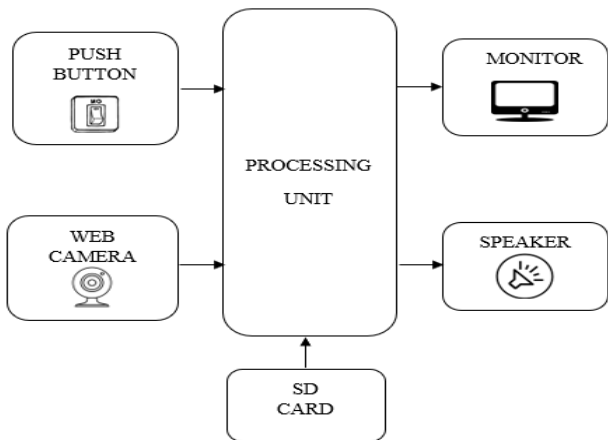 PUSH
BUTTON
MONITOR
PROCESSING
UNIT
WEB
CAMERA
SPEAKER
SD
CARD